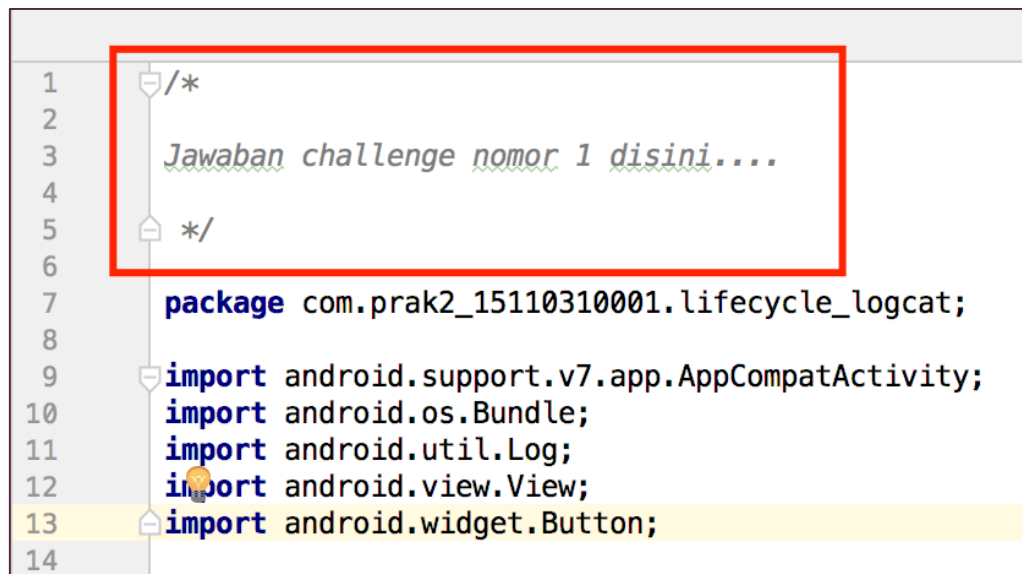 1 /*
2
3 Jawaban challenge nomor 1 disini....
4
5 */
6
7 package com.prak2_15110310001.lifecycle_logcat;
8
9 import android.support.v7.app.AppCompatActivity;
10 import android.os.Bundle;
11 import android.util.Log;
12 import android.view.View;
13 import android.widget.Button;
14